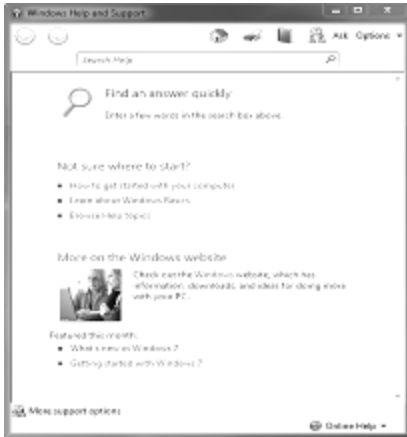 Windows Help and Support
Ask Options
Search Help
Find an answer quickly
Enter a few words in the search box above.
Not sure where to start?
How to get started with your computer
Learn about Windows Basics
Browse Help topics
More on the Windows website
Check out the Windows website, which has
information, downloads, and ideas for doing more
with your PC.
Featured this month:
What's new in Windows 7
Getting started with Windows 7
More support options
Online Help